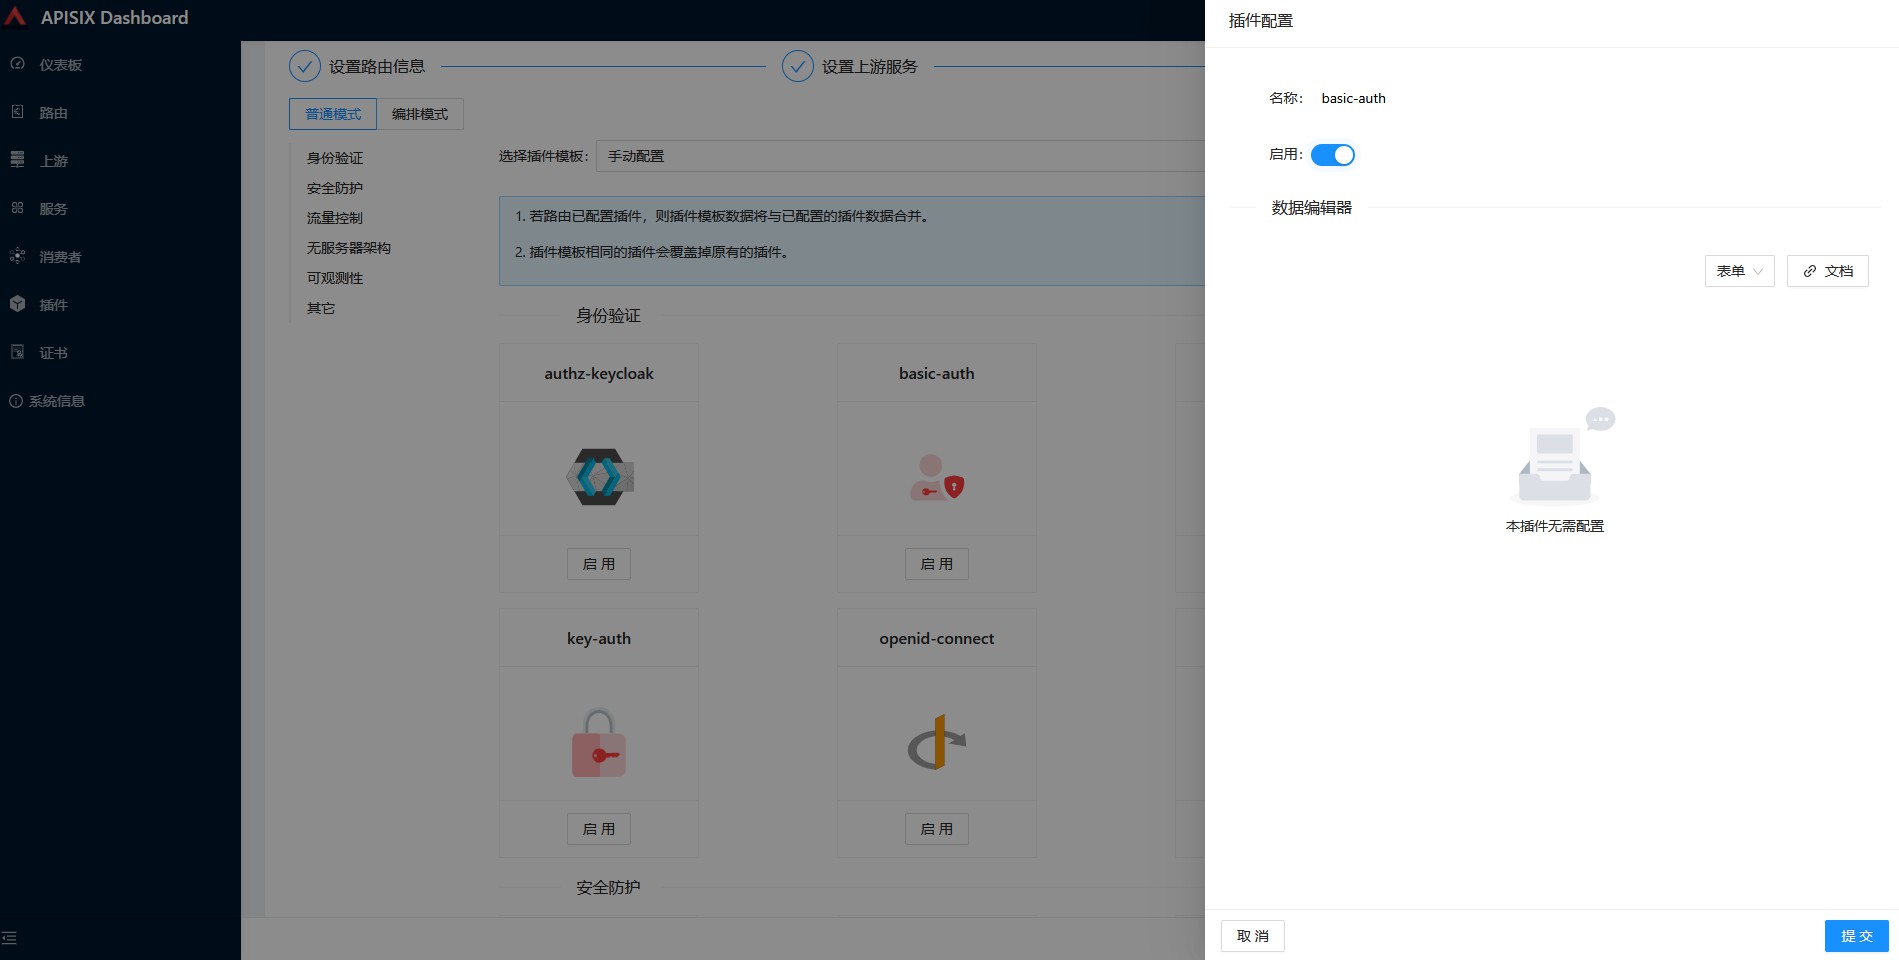 APISIX Dashboard
仪表板
路由
上游
服务
消费者
插件
证书
系统信息
设置路由信息
设置上游服务
普通模式
编排模式
身份验证
安全防护
流量控制
无服务器架构
可观测性
其它
选择插件模板:
手动配置
1. 若路由已配置插件，则插件模板数据将与已配置的插件数据合并。
2. 插件模板相同的插件会覆盖掉原有的插件。
身份验证
authz-keycloak
basic-auth
启 用
启 用
key-auth
openid-connect
启 用
启 用
安全防护
插件配置
名称： basic-auth
启用:
数据编辑器
表单
文档
本插件无需配置
取 消
提 交